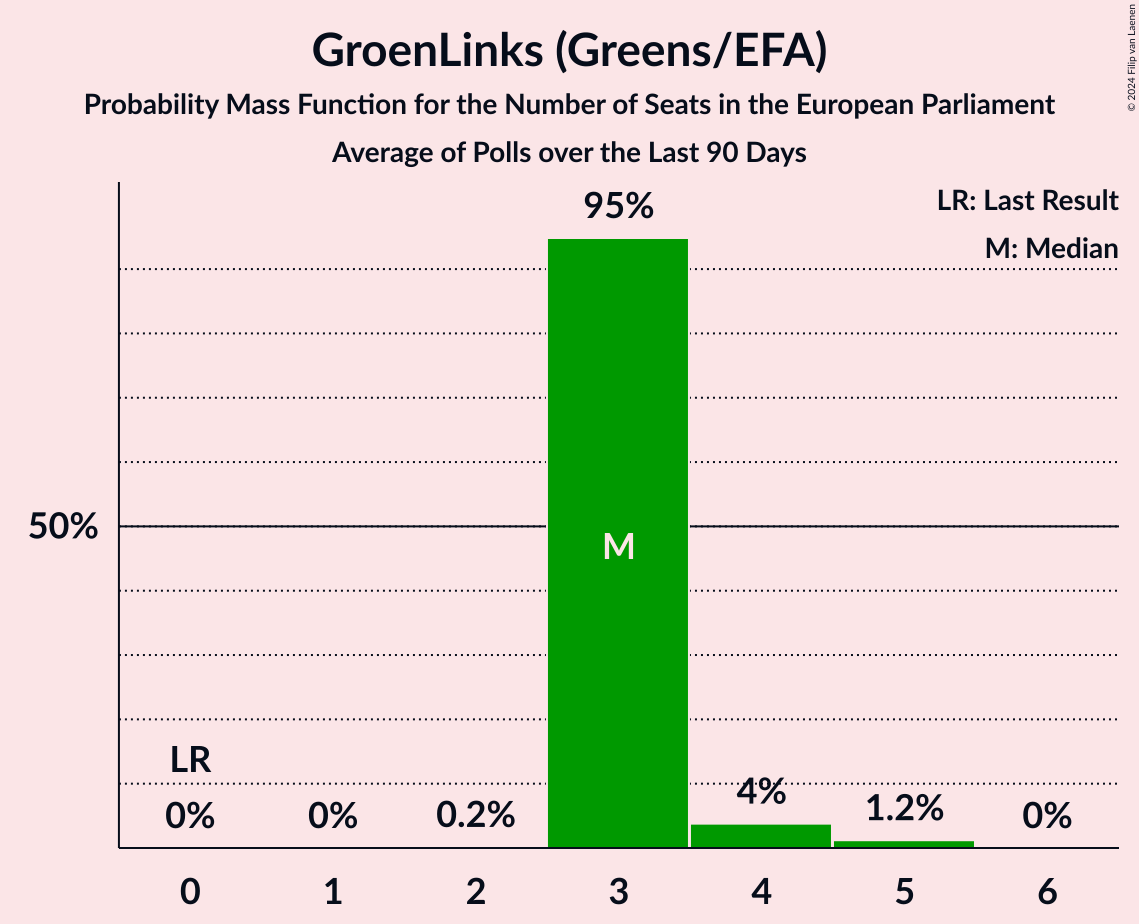 GroenLinks (Greens/EFA)
Probability Mass Function for the Number of Seats in the European Parliament
Average of Polls over the Last 90 Days
© 2024 Filip van Laenen
LR: Last Result
M: Median
95%
50%
M
LR
0%
0%
0.2%
4%
1.2%
0%
0
1
2
3
4
5
6